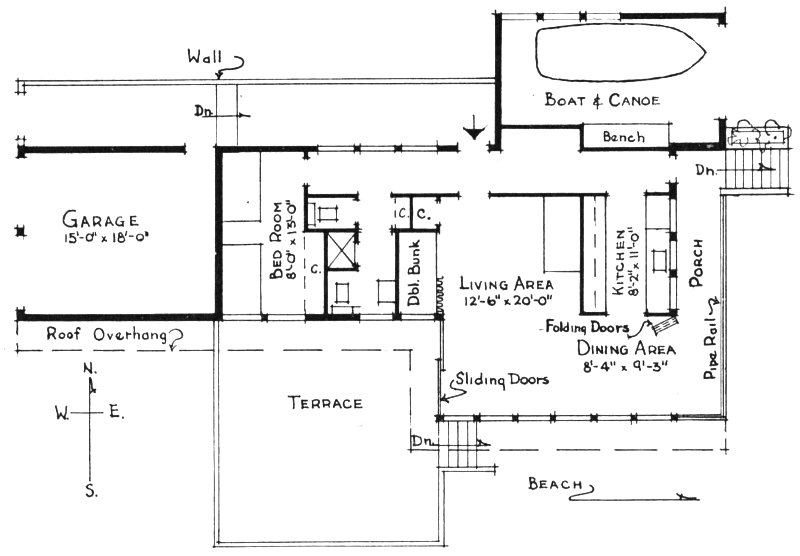 Wall
Dn.
BOAT & CANOE
Bench
Dn.
GARAGE
15'-0" x 18'-0"
BED ROOM
8'-0" x 13'-0"
C.
C.
C.
Dbl. Bunk
LIVING AREA
12'-6" x 20'-0"
KITCHEN
8'-2" x 11'-0"
PORCH
Pipe Rail
Folding Doors
DINING AREA
8'-4" x 9'-3"
Roof Overhang
Sliding Doors
N.
W. E.
S.
TERRACE
Dn.
BEACH